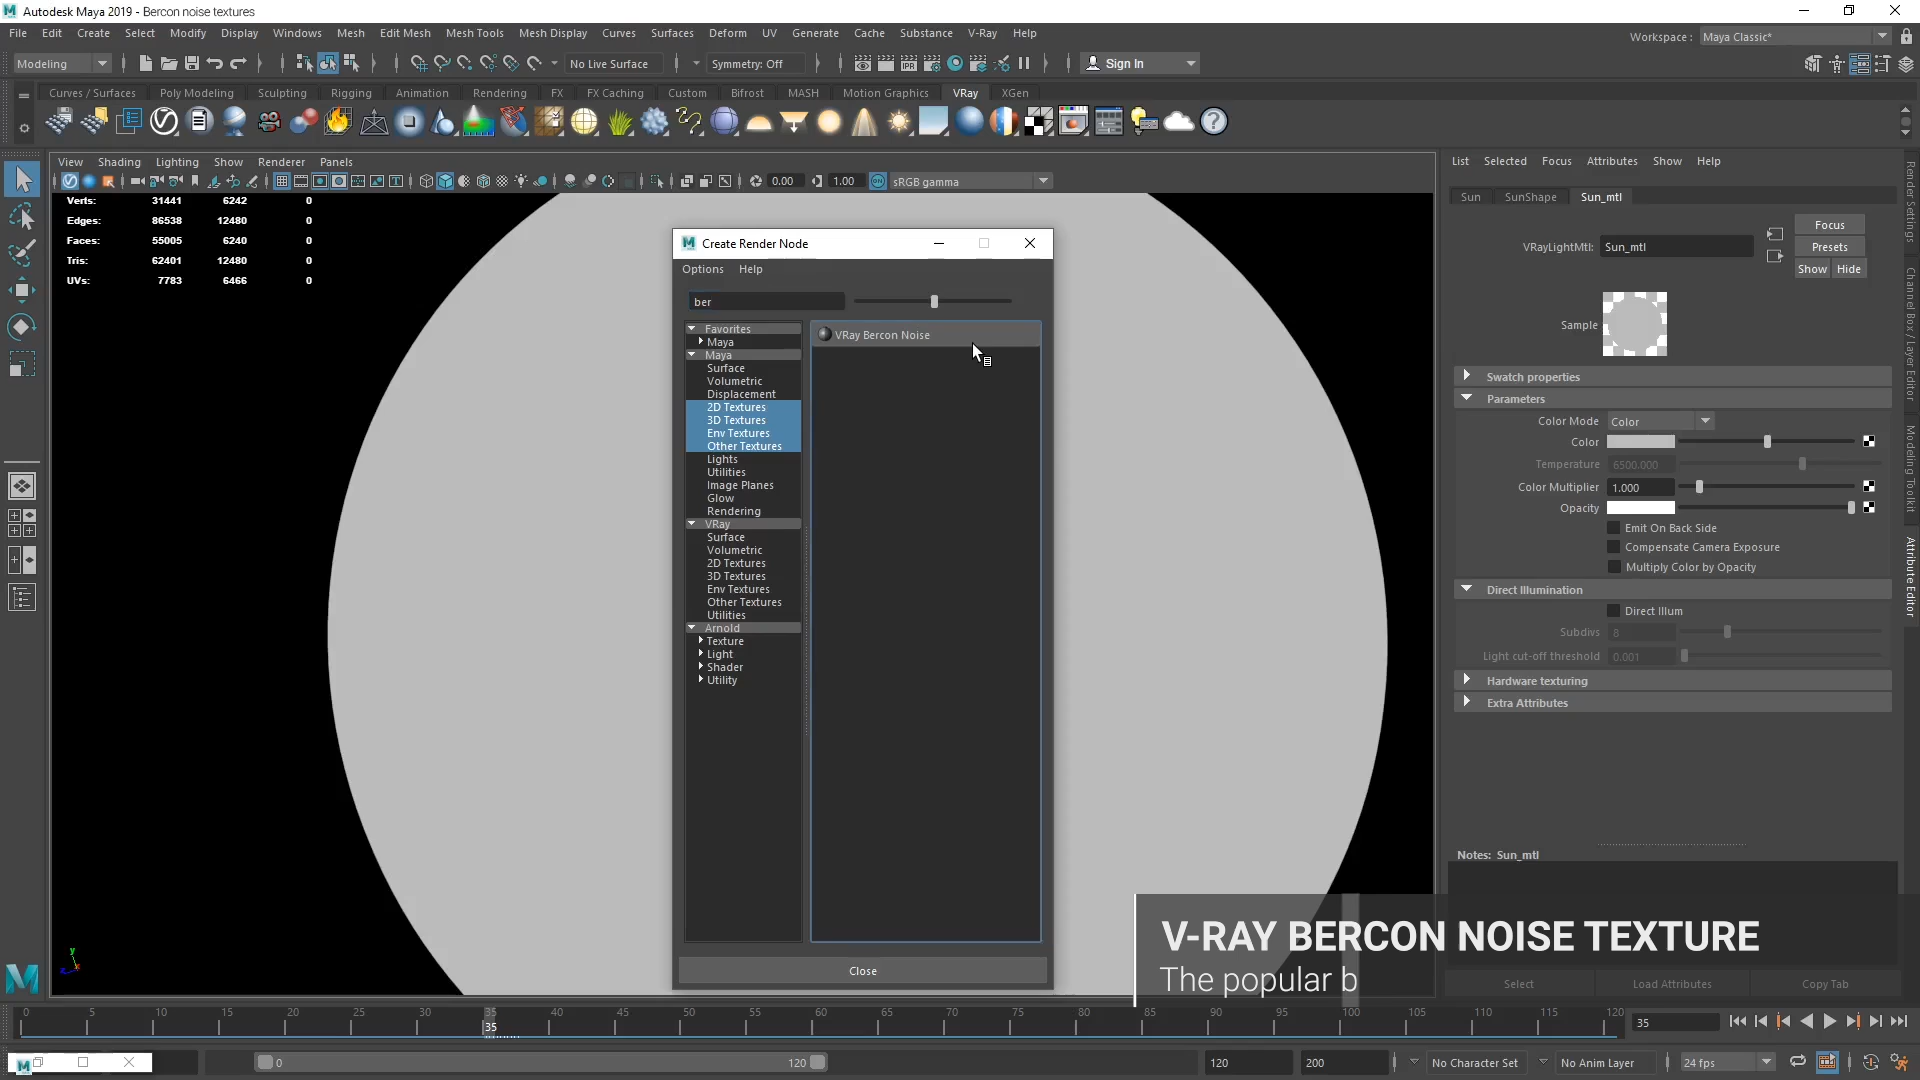 Autodesk Maya 2019 - Bercon noise textures
File Edit Create Select Modify Display Windows Mesh Edit Mesh Mesh Tools Mesh Display Curves Surfaces Deform UV Generate Cache Substance V-Ray Help
Workspace : Maya Classic*
Modeling No Live Surface Symmetry: Off Sign In
Curves / Surfaces Poly Modeling Sculpting Rigging Animation Rendering FX FX Caching Custom Bifrost MASH Motion Graphics VRay XGen
View Shading Lighting Show Renderer Panels
0.00 1.00 sRGB gamma
Verts: 31441 6242 0
Edges: 86538 12480 0
Faces: 55005 6240 0
Tris: 62401 12480 0
UVs: 7783 6466 0
Create Render Node
Options Help
ber
Favorites
Maya
Maya
Surface
Volumetric
Displacement
2D Textures
3D Textures
Env Textures
Other Textures
Lights
Utilities
Image Planes
Glow
Rendering
VRay
Surface
Volumetric
2D Textures
3D Textures
Env Textures
Other Textures
Utilities
Arnold
Texture
Light
Shader
Utility
VRay Bercon Noise
Close
List Selected Focus Attributes Show Help
Sun SunShape Sun_mtl
Focus
VRayLightMtl: Sun_mtl
Presets
Show Hide
Sample
Swatch properties
Parameters
Color Mode Color
Color
Temperature 6500.000
Color Multiplier 1.000
Opacity
Emit On Back Side
Compensate Camera Exposure
Multiply Color by Opacity
Direct Illumination
Direct Illum
Subdivs 8
Light cut-off threshold 0.001
Hardware texturing
Extra Attributes
Notes: Sun_mtl
Select Load Attributes Copy Tab
Render Settings
Channel Box / Layer Editor
Modeling Toolkit
Attribute Editor
V-RAY BERCON NOISE TEXTURE
The popular b
y
z
x
0 5 10 15 20 25 30 35 40 45 50 55 60 65 70 75 80 85 90 95 100 105 110 115 120
35
35
0 120 120 200 No Character Set No Anim Layer 24 fps